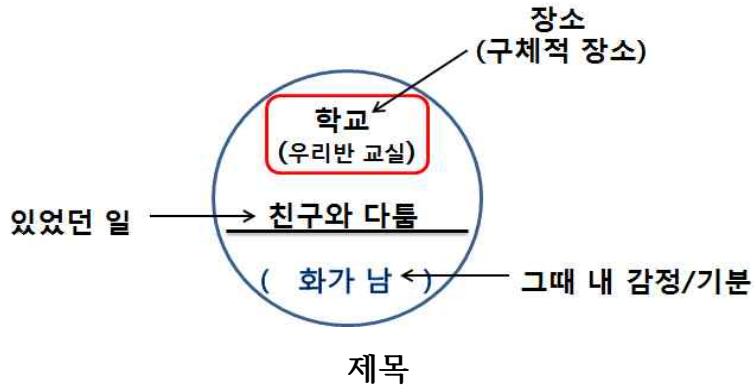 장소
(구체적 장소)
학교
(우리반 교실)
있었던 일
친구와 다툼
( 화가 남 )
그때 내 감정/기분
제목